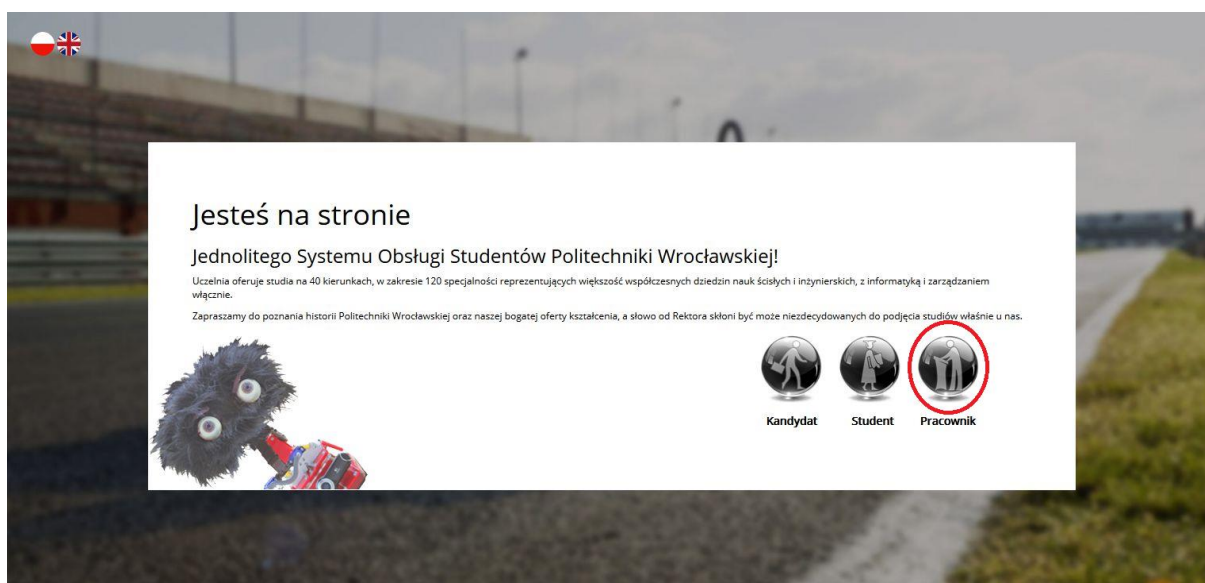 Jesteś na stronie
Jednolitego Systemu Obsługi Studentów Politechniki Wrocławskiej!
Uczelnia oferuje studia na 40 kierunkach, w zakresie 120 specjalności reprezentujących większość współczesnych dziedzin nauk ścisłych i inżynierskich, z informatyką i zarządzaniem
włącznie.
Zapraszamy do poznania historii Politechniki Wrocławskiej oraz naszej bogatej oferty kształcenia, a słowo od Rektora skłoni być może niezdecydowanych do podjęcia studiów właśnie u nas.
Kandydat Student Pracownik